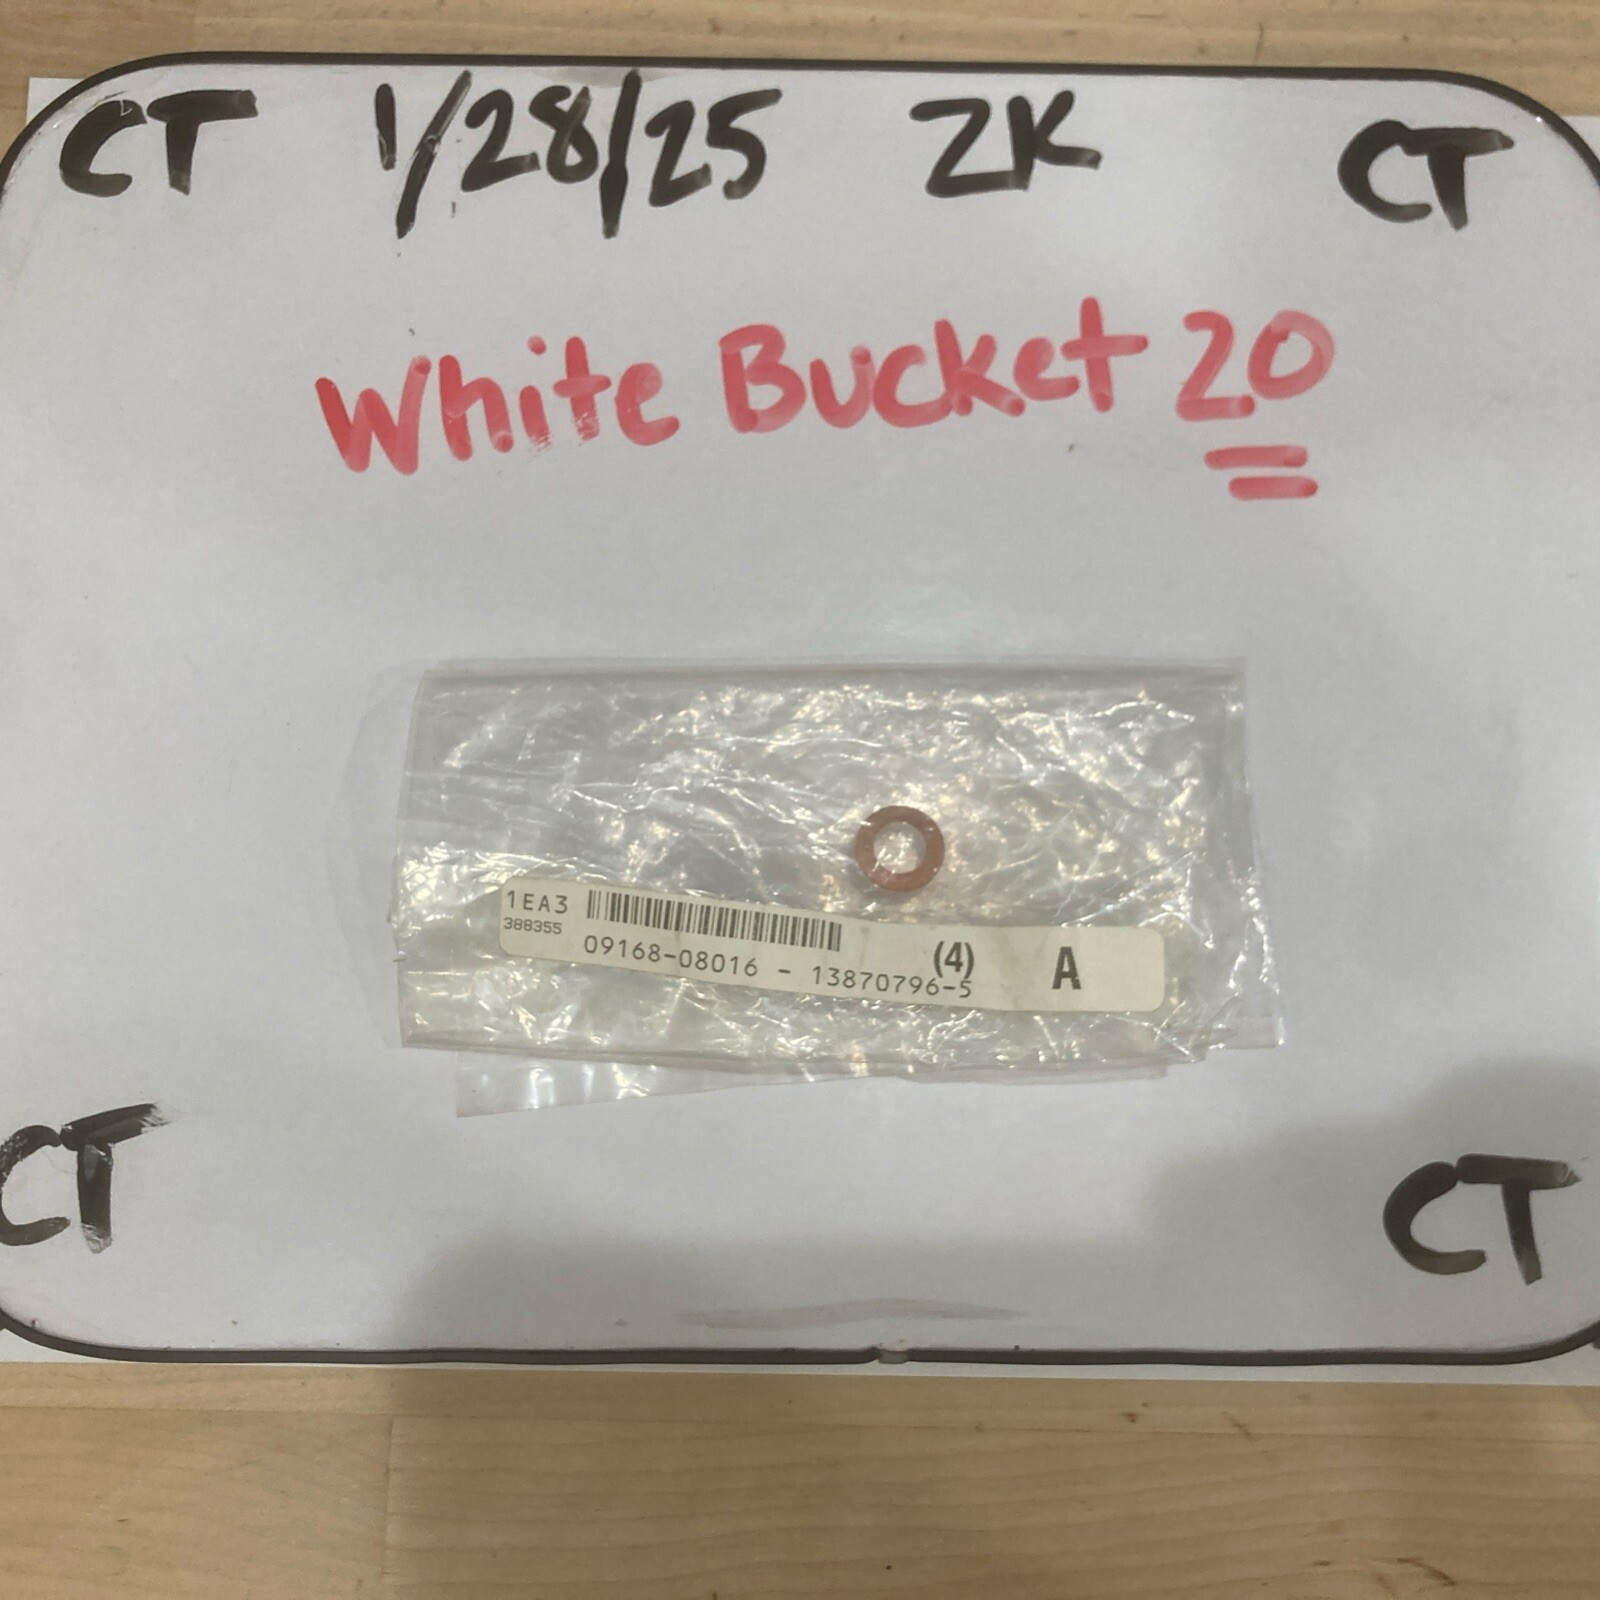 CT 1/28/25 ZK CT
White Bucket 20
1EA3
388355
09168-08016 - 13870796-5
(4) A
CT CT